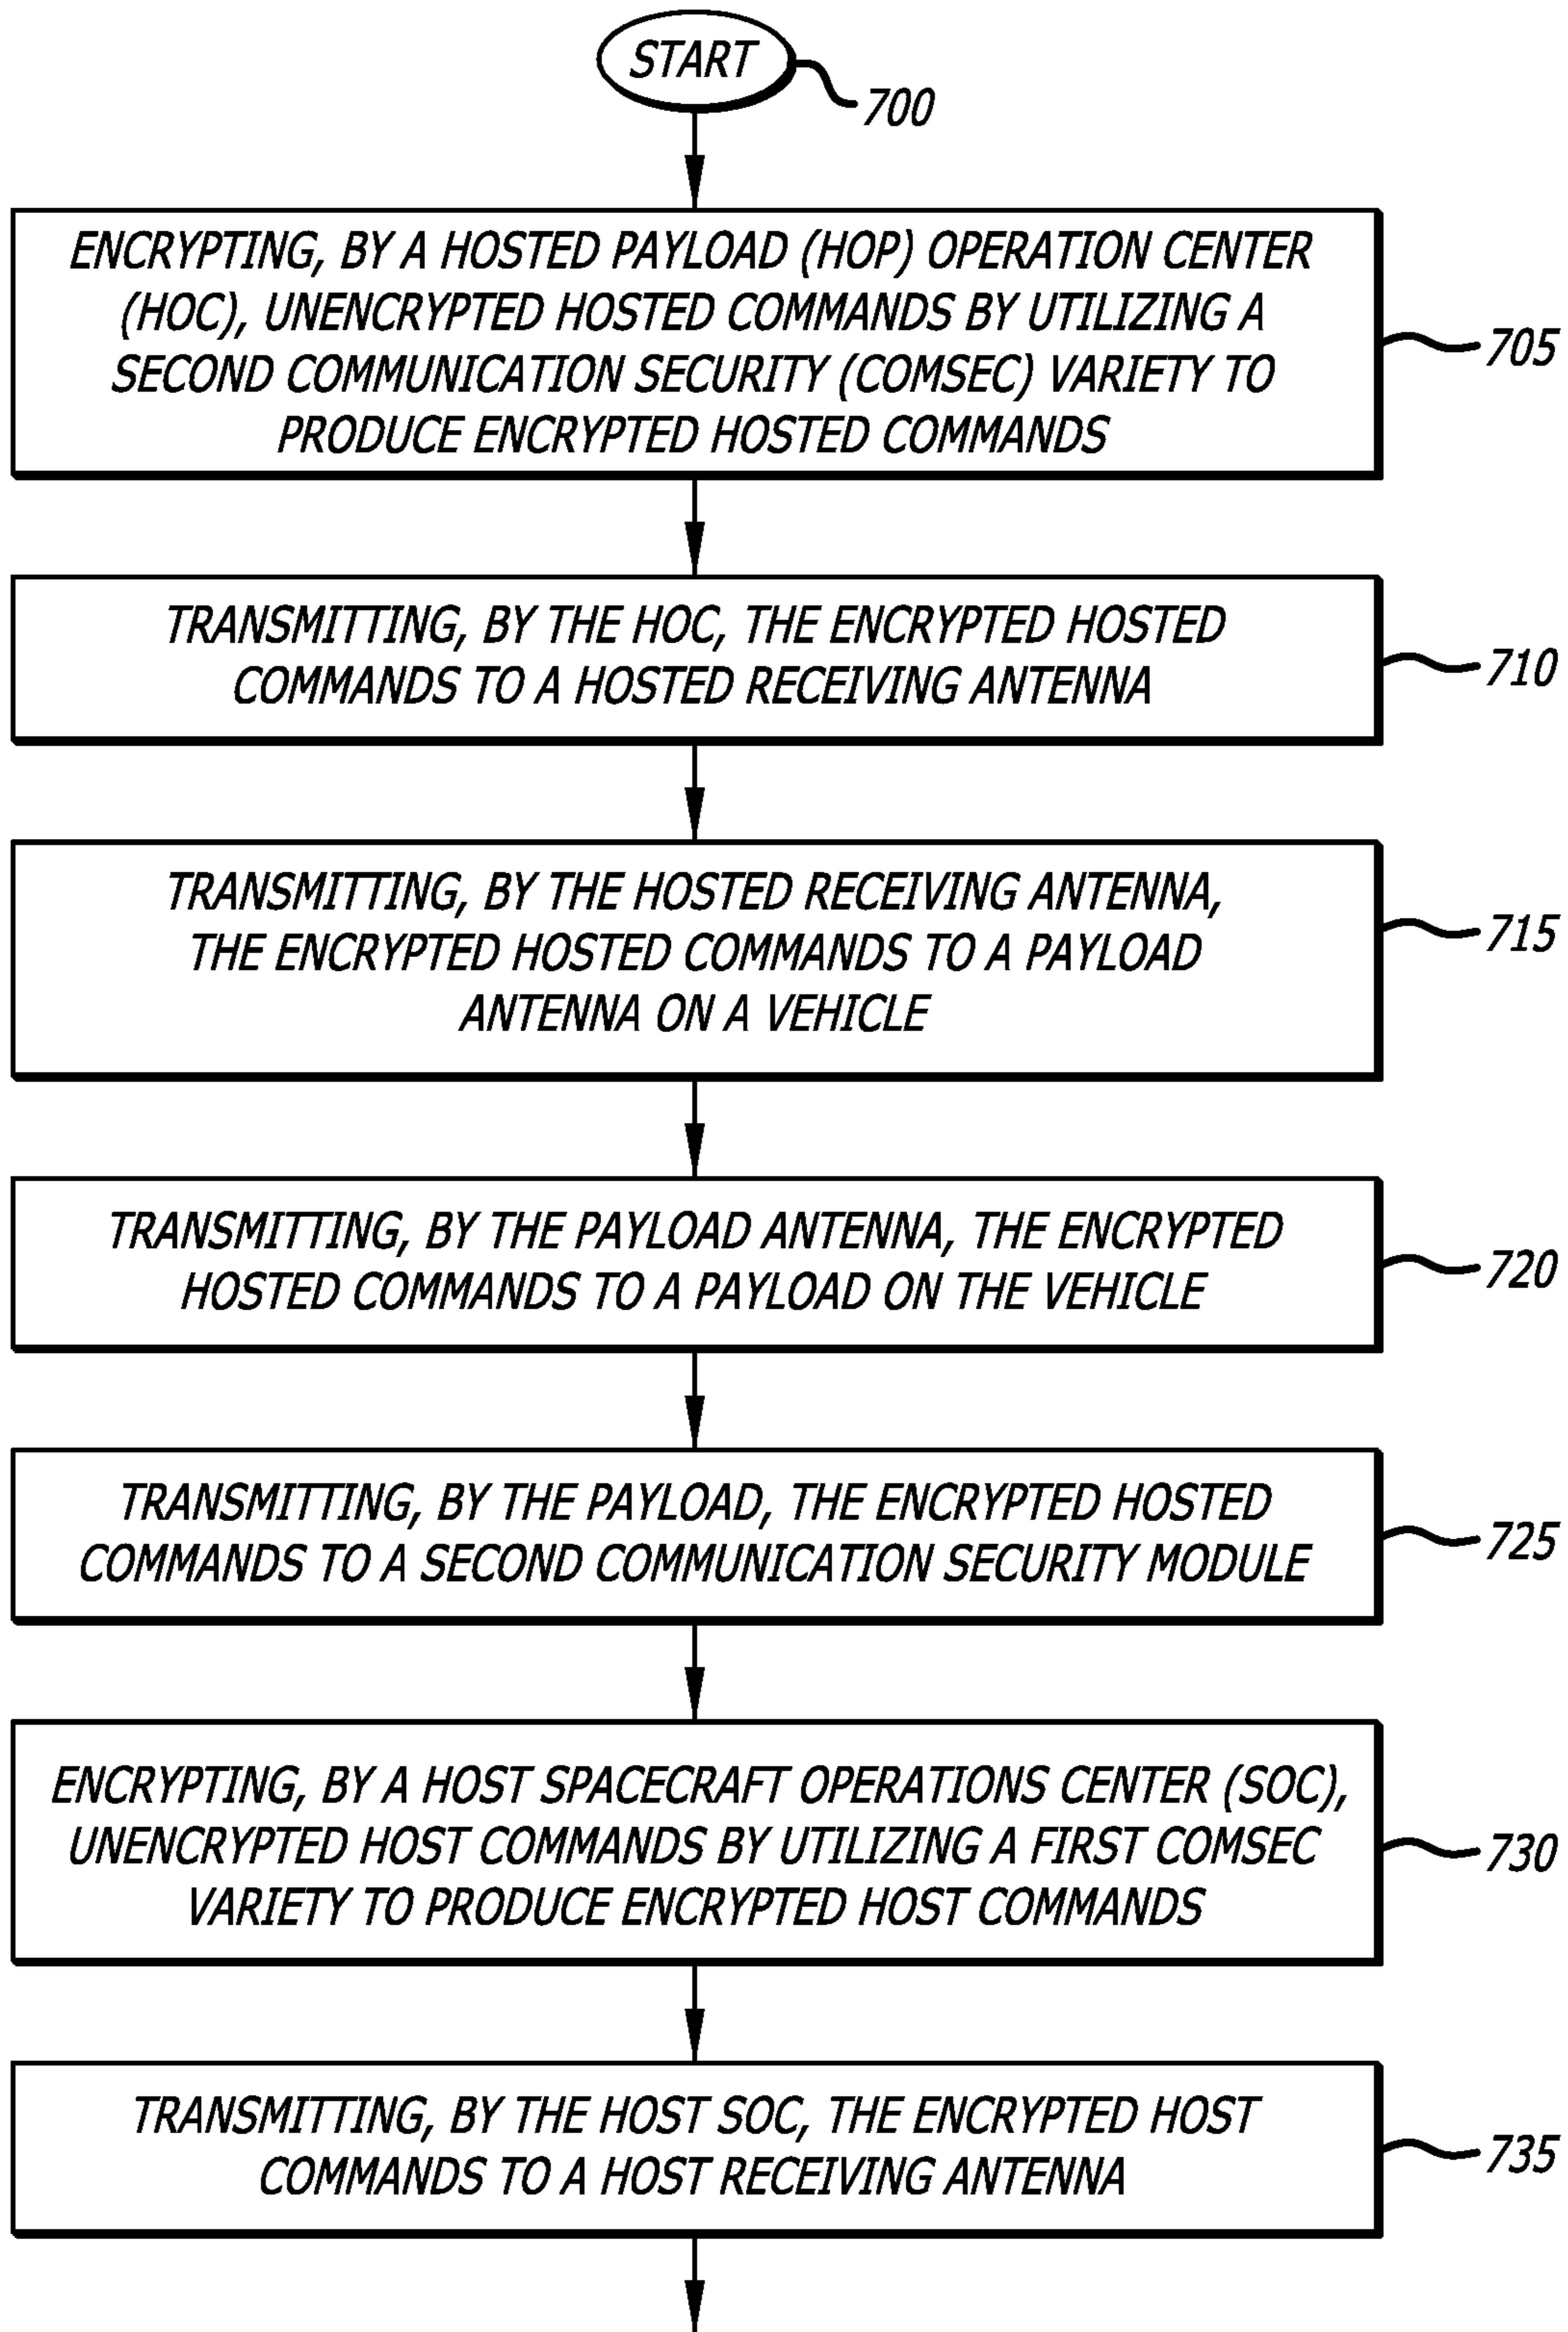 START
700
ENCRYPTING, BY A HOSTED PAYLOAD (HOP) OPERATION CENTER
(HOC), UNENCRYPTED HOSTED COMMANDS BY UTILIZING A
SECOND COMMUNICATION SECURITY (COMSEC) VARIETY TO
PRODUCE ENCRYPTED HOSTED COMMANDS
705
TRANSMITTING, BY THE HOC, THE ENCRYPTED HOSTED
COMMANDS TO A HOSTED RECEIVING ANTENNA
710
TRANSMITTING, BY THE HOSTED RECEIVING ANTENNA,
THE ENCRYPTED HOSTED COMMANDS TO A PAYLOAD
ANTENNA ON A VEHICLE
715
TRANSMITTING, BY THE PAYLOAD ANTENNA, THE ENCRYPTED
HOSTED COMMANDS TO A PAYLOAD ON THE VEHICLE
720
TRANSMITTING, BY THE PAYLOAD, THE ENCRYPTED HOSTED
COMMANDS TO A SECOND COMMUNICATION SECURITY MODULE
725
ENCRYPTING, BY A HOST SPACECRAFT OPERATIONS CENTER (SOC),
UNENCRYPTED HOST COMMANDS BY UTILIZING A FIRST COMSEC
VARIETY TO PRODUCE ENCRYPTED HOST COMMANDS
730
TRANSMITTING, BY THE HOST SOC, THE ENCRYPTED HOST
COMMANDS TO A HOST RECEIVING ANTENNA
735